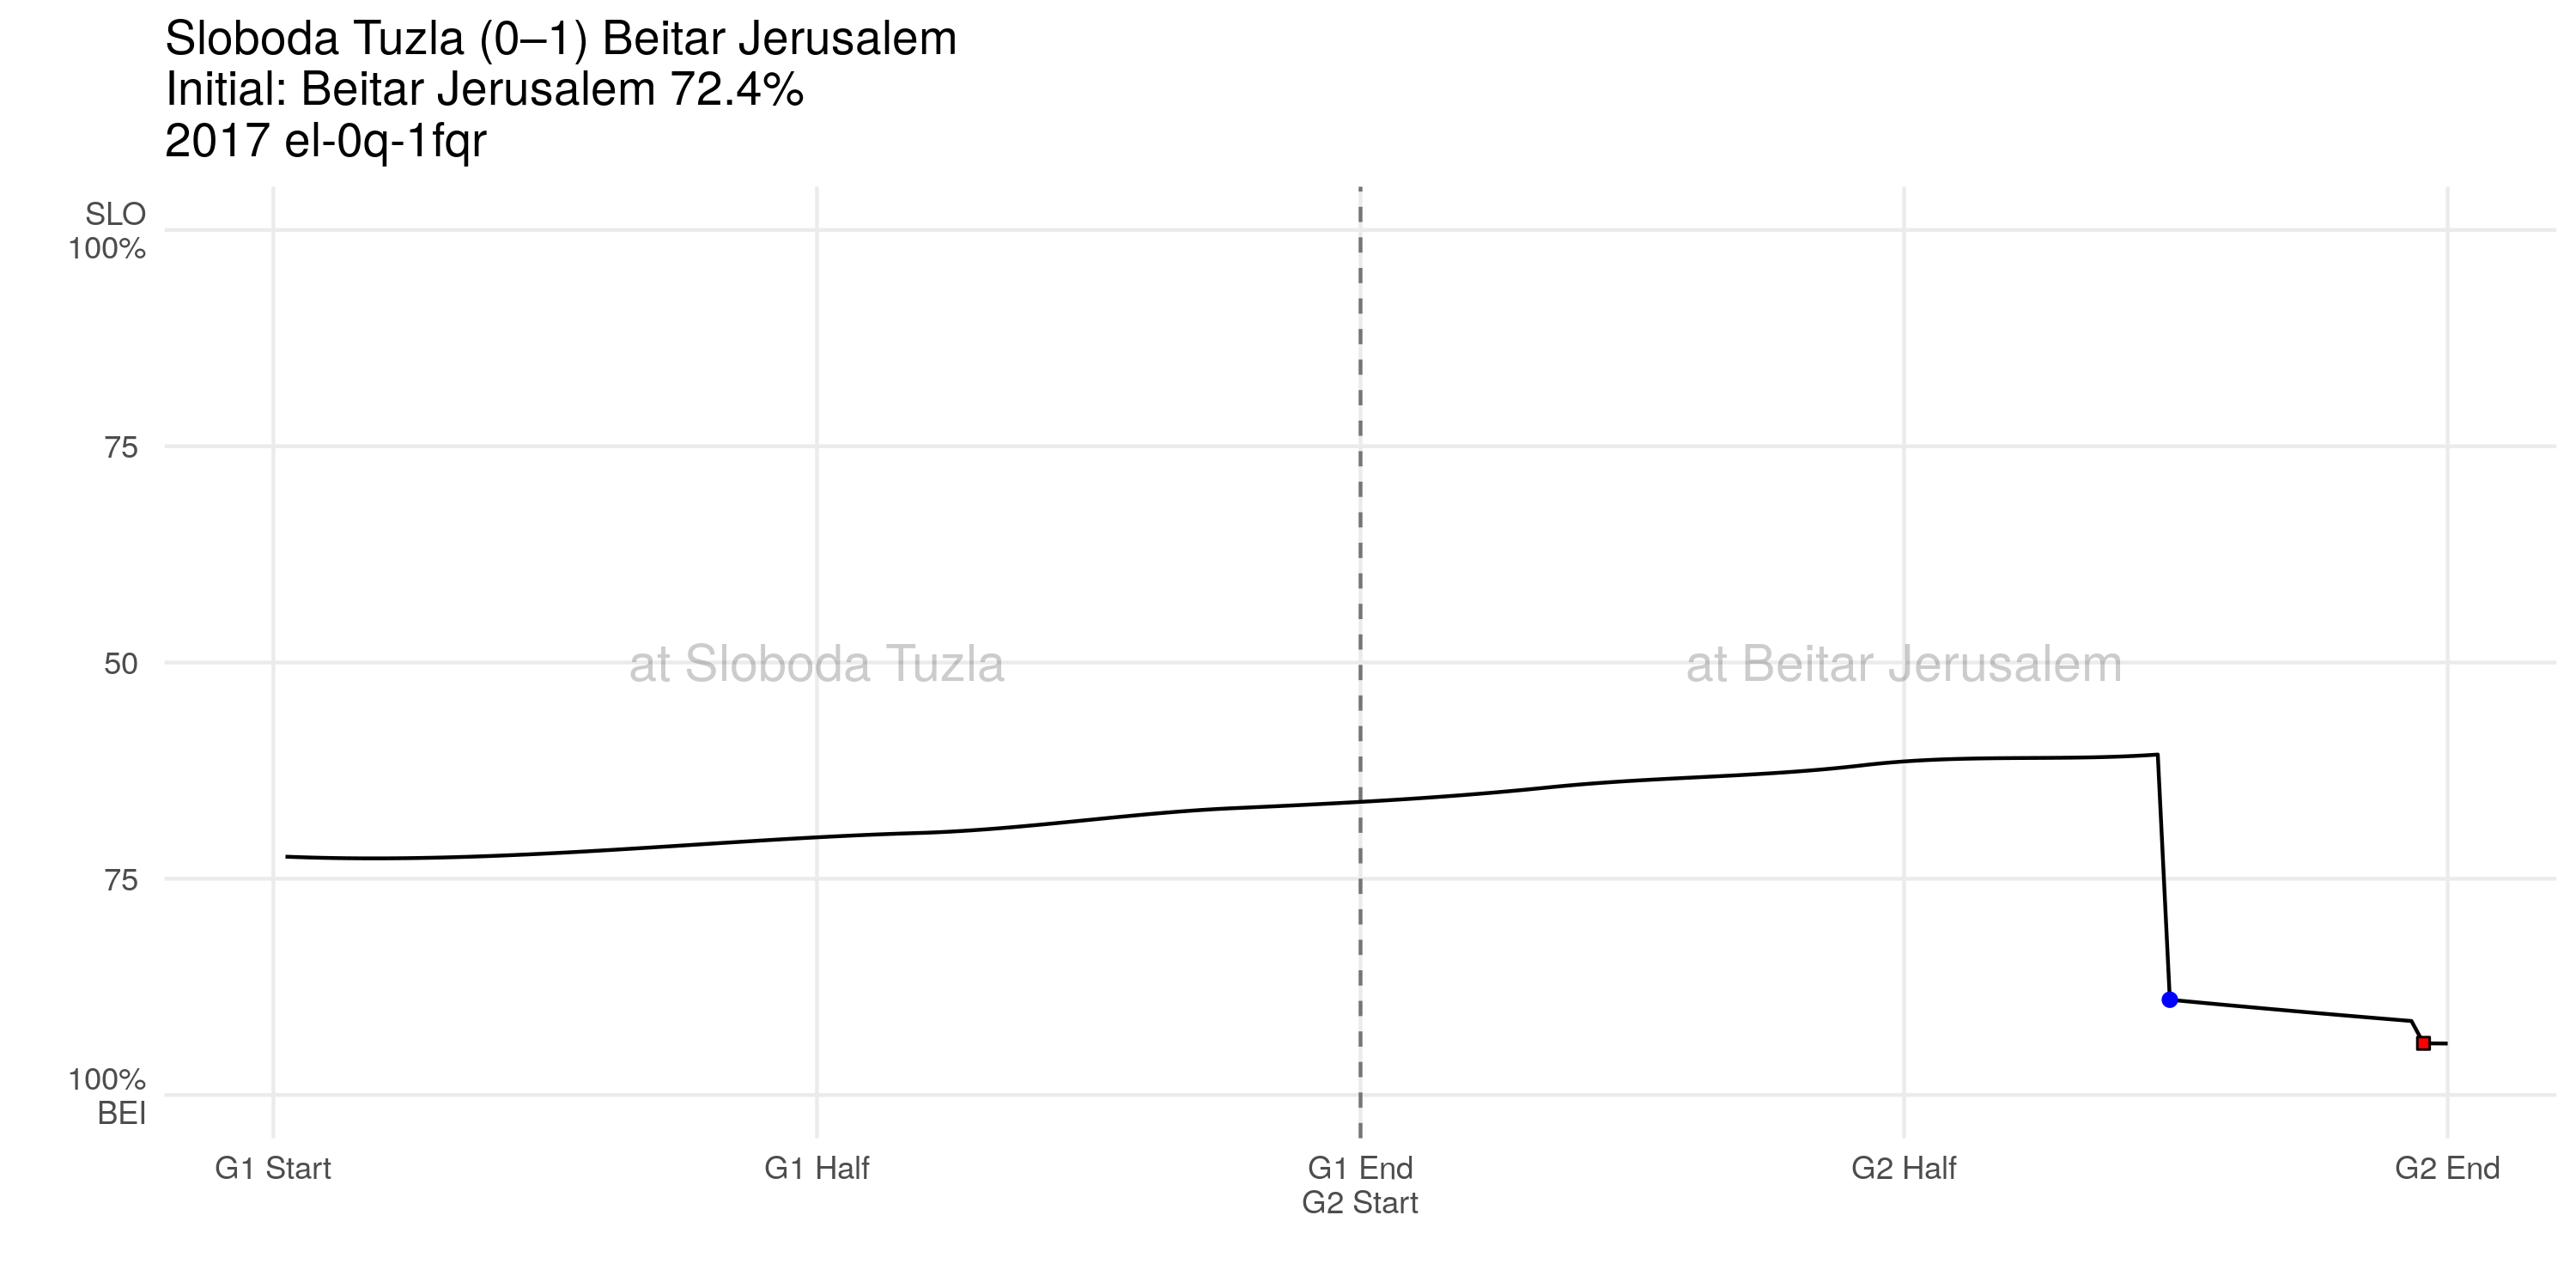 Sloboda Tuzla (0–1) Beitar Jerusalem
Initial: Beitar Jerusalem 72.4%
2017 el-0q-1fqr
SLO
100%
75
50
75
100%
BEI
at Sloboda Tuzla
at Beitar Jerusalem
G1 Start
G1 Half
G1 End
G2 Start
G2 Half
G2 End